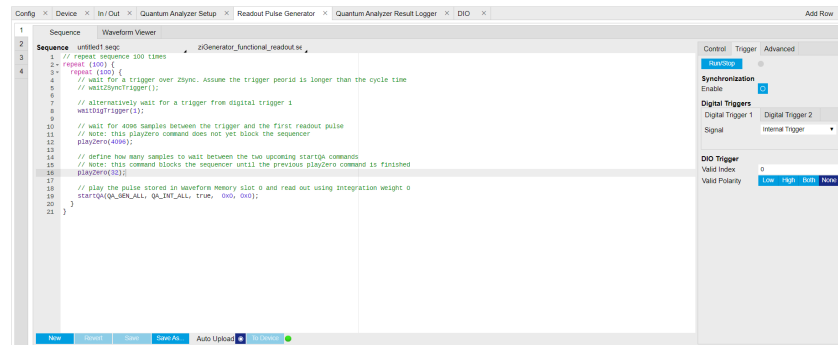 Config × Device × In / Out × Quantum Analyzer Setup × Readout Pulse Generator × Quantum Analyzer Result Logger × DIO × Add Row
1 Sequence Waveform Viewer
2 Sequence untitled1.seqc ziGenerator_functional_readout.se
3
4
Control Trigger Advanced
Run/Stop
Synchronization
Enable
Digital Triggers
Digital Trigger 1 Digital Trigger 2
Signal Internal Trigger
DIO Trigger
Valid Index 0
Valid Polarity Low High Both None
1 // repeat sequence 100 times
2 repeat (100) {
3 repeat (100) {
4 // wait for a trigger over ZSync. Assume the trigger peorid is longer than the cycle time
5 // waitZSyncTrigger();
6
7 // alternatively wait for a trigger from digital trigger 1
8 waitDigTrigger(1);
9
10 // wait for 4096 Samples between the trigger and the first readout pulse
11 // Note: this playZero command does not yet block the sequencer
12 playZero(4096);
13
14 // define how many samples to wait between the two upcoming startQA commands
15 // Note: this command blocks the sequencer until the previous playZero command is finished
16 playZero(32);
17
18 // play the pulse stored in Waveform Memory slot 0 and read out using Integration Weight 0
19 startQA(QA_GEN_ALL, QA_INT_ALL, true, 0x0, 0x0);
20 }
21 }
New Revert Save Save As... Auto Upload To Device